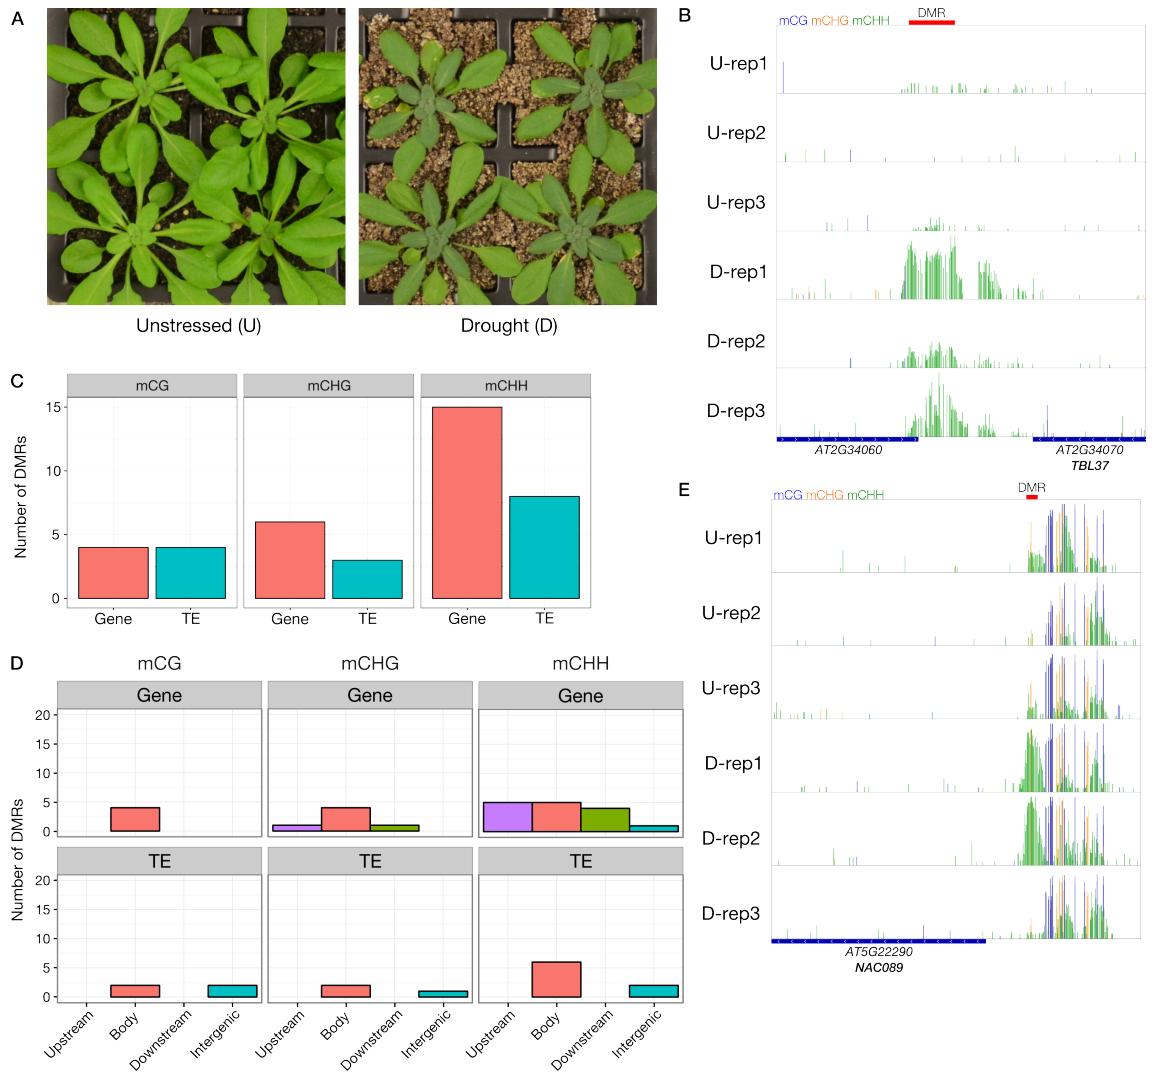 A
Unstressed (U)
Drought (D)
B
mCG mCHG mCHH
DMR
U-rep1
U-rep2
U-rep3
D-rep1
D-rep2
D-rep3
AT2G34060
AT2G34070
TBL37
C
mCG
mCHG
mCHH
Number of DMRs
15
10
5
0
Gene
TE
Gene
TE
Gene
TE
D
mCG
mCHG
mCHH
Gene
Gene
Gene
Number of DMRs
20
15
10
5
0
TE
TE
TE
20
15
10
5
0
Upstream
Body
Downstream
Intergenic
Upstream
Body
Downstream
Intergenic
Upstream
Body
Downstream
Intergenic
E
mCG mCHG mCHH
DMR
U-rep1
U-rep2
U-rep3
D-rep1
D-rep2
D-rep3
AT5G22290
NAC089